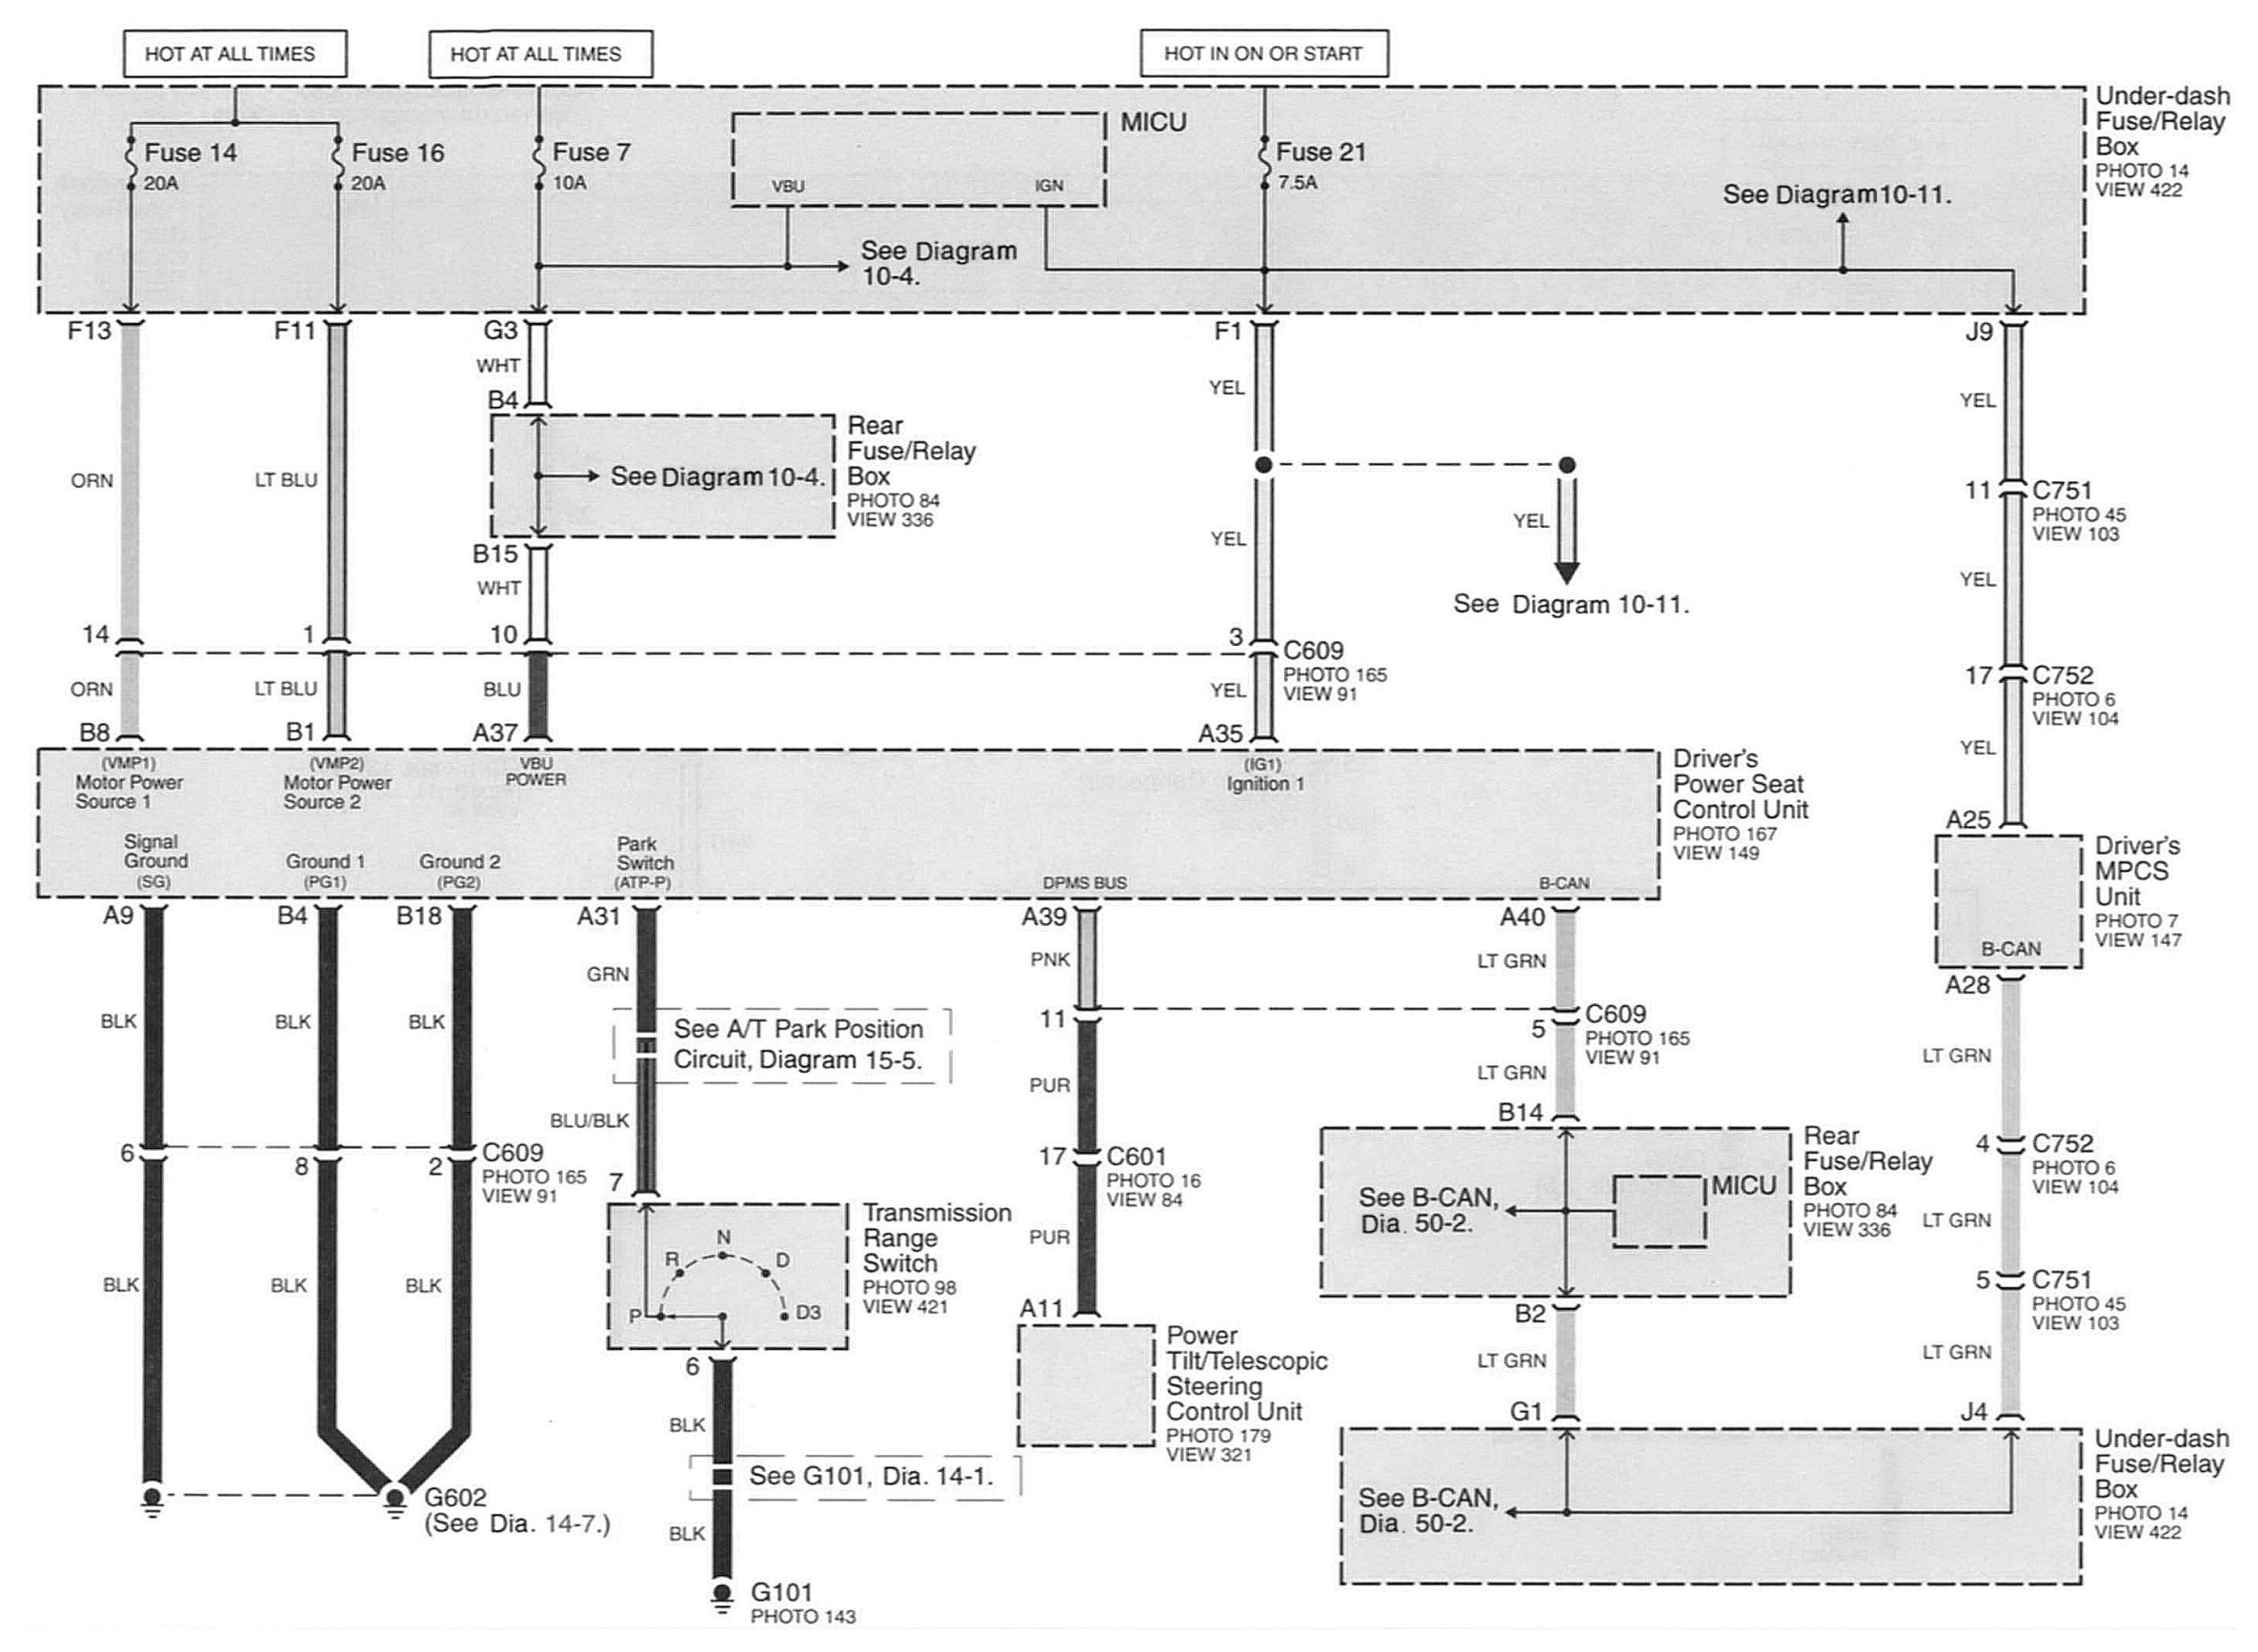 HOT AT ALL TIMES
HOT AT ALL TIMES
HOT IN ON OR START
Under-dash
Fuse/Relay
Box
PHOTO 14
VIEW 422
MICU
Fuse 14
20A
Fuse 16
20A
Fuse 7
10A
VBU
IGN
Fuse 21
7.5A
See Diagram 10-11.
See Diagram
10-4.
F13
F11
G3
F1
J9
WHT
YEL
YEL
B4
Rear
Fuse/Relay
Box
PHOTO 84
VIEW 336
See Diagram 10-4.
ORN
LT BLU
11
C751
PHOTO 45
VIEW 103
YEL
YEL
B15
WHT
YEL
See Diagram 10-11.
14
1
10
3
C609
PHOTO 165
VIEW 91
17
C752
PHOTO 6
VIEW 104
ORN
LT BLU
BLU
YEL
YEL
B8
B1
A37
A35
(VMP1)
Motor Power
Source 1
(VMP2)
Motor Power
Source 2
VBU
POWER
(IG1)
Ignition 1
Driver's
Power Seat
Control Unit
PHOTO 167
VIEW 149
A25
Signal
Ground
(SG)
Ground 1
(PG1)
Ground 2
(PG2)
Park
Switch
(ATP-P)
DPMS BUS
B-CAN
Driver's
MPCS
Unit
PHOTO 7
VIEW 147
B-CAN
A9
B4
B18
A31
A39
A40
A28
GRN
PNK
LT GRN
BLK
BLK
BLK
See A/T Park Position
Circuit, Diagram 15-5.
11
5
C609
PHOTO 165
VIEW 91
LT GRN
PUR
LT GRN
BLU/BLK
B14
6
8
2
C609
PHOTO 165
VIEW 91
17
C601
PHOTO 16
VIEW 84
Rear
Fuse/Relay
Box
PHOTO 84
VIEW 336
MICU
See B-CAN,
Dia. 50-2.
4
C752
PHOTO 6
VIEW 104
7
Transmission
Range
Switch
PHOTO 98
VIEW 421
P
R
N
D
D3
PUR
LT GRN
BLK
BLK
BLK
5
C751
PHOTO 45
VIEW 103
A11
B2
Power
Tilt/Telescopic
Steering
Control Unit
PHOTO 179
VIEW 321
6
LT GRN
LT GRN
G1
J4
BLK
See G101, Dia. 14-1.
Under-dash
Fuse/Relay
Box
PHOTO 14
VIEW 422
See B-CAN,
Dia. 50-2.
G602
(See Dia. 14-7.)
BLK
G101
PHOTO 143